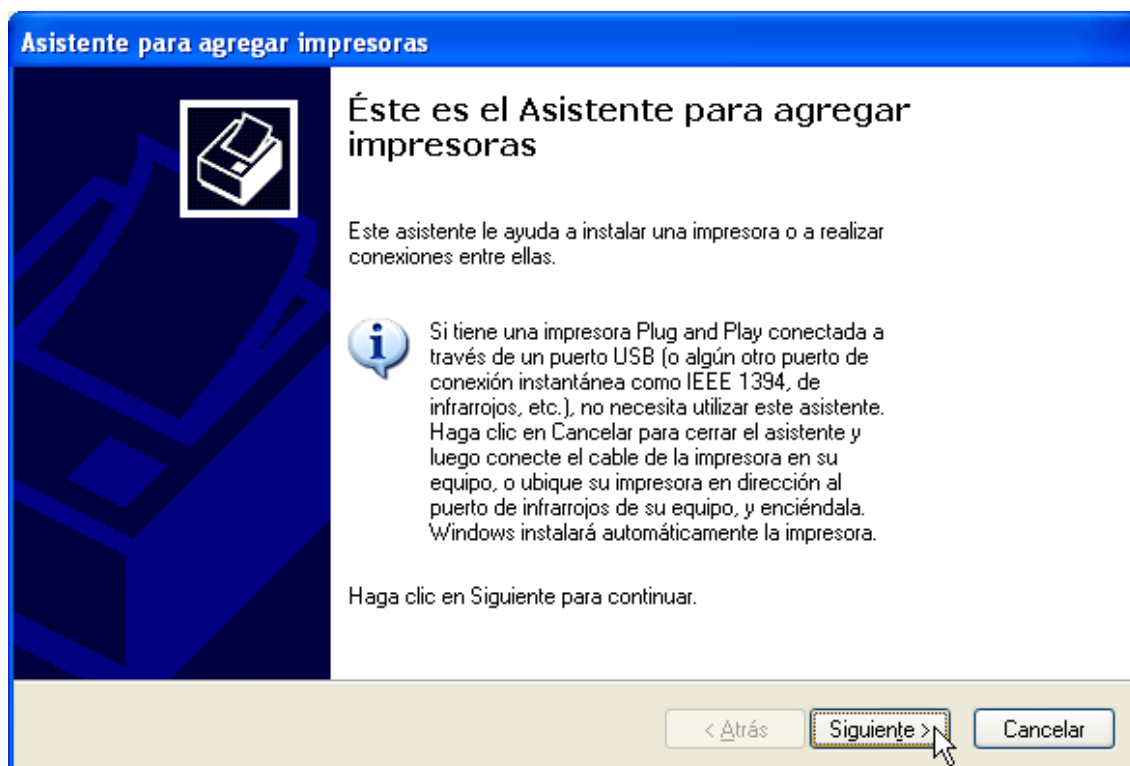 Asistente para agregar impresoras
Éste es el Asistente para agregar
impresoras
Este asistente le ayuda a instalar una impresora o a realizar
conexiones entre ellas.
Si tiene una impresora Plug and Play conectada a
través de un puerto USB (o algún otro puerto de
conexión instantánea como IEEE 1394, de
infrarrojos, etc.), no necesita utilizar este asistente.
Haga clic en Cancelar para cerrar el asistente y
luego conecte el cable de la impresora en su
equipo, o ubique su impresora en dirección al
puerto de infrarrojos de su equipo, y enciéndala.
Windows instalará automáticamente la impresora.
Haga clic en Siguiente para continuar.
< Atrás Siguiente > Cancelar